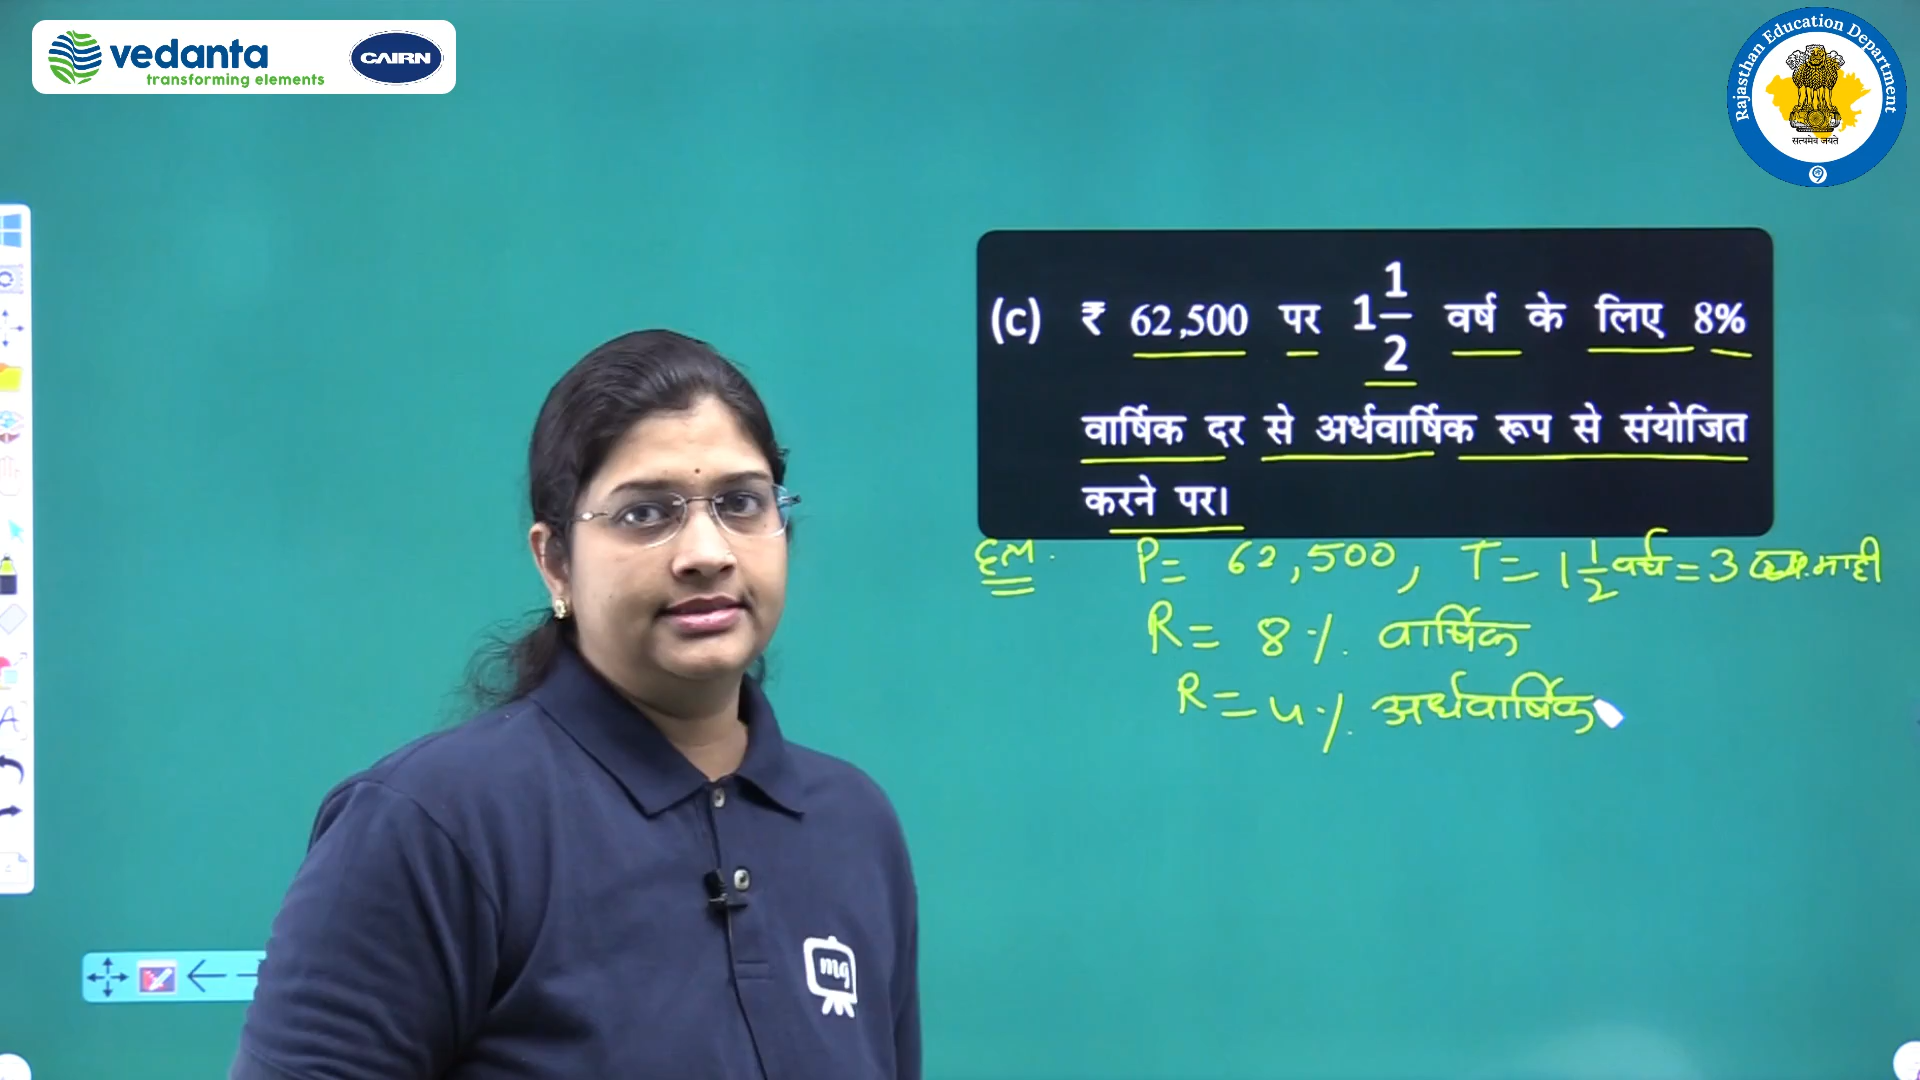 vedanta
transforming elements
CAIRN
Rajasthan Education Department
सत्यमेव जयते
(c) ₹ 62,500 पर 1 1/2 वर्ष के लिए 8%
वार्षिक दर से अर्धवार्षिक रूप से संयोजित
करने पर।
हल. P= 62,500, T= 1 1/2 वर्ष = 3 माही
R= 8%. वार्षिक
R=4%. अर्धवार्षिक
mg